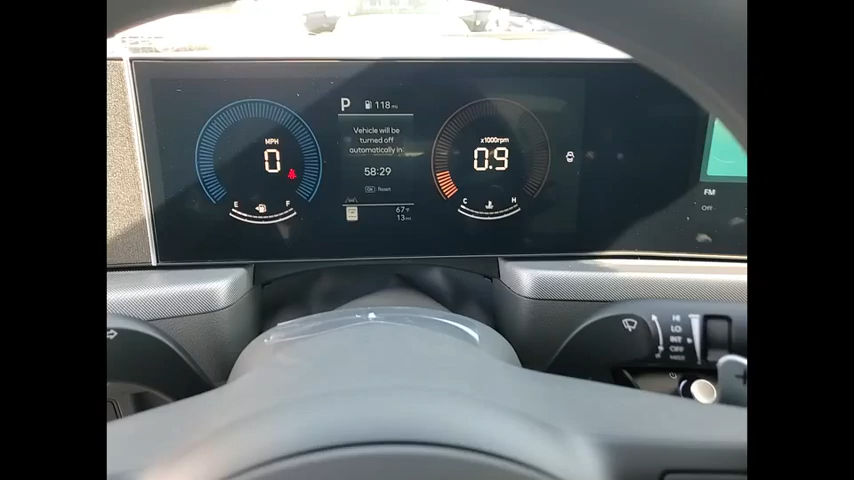 P 118 mi
Vehicle will be
turned off
automatically in:
58:29
OK Reset
MPH
0
E F
x1000rpm
0.9
C H
67°F
13 mi
FM
Off
HI
LO
INT
OFF